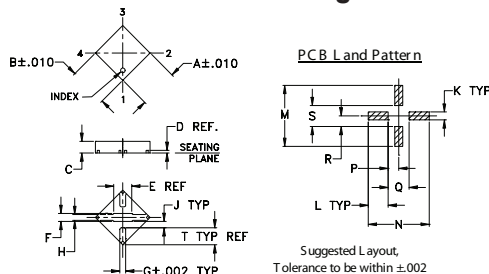 3
4
2
B±.010
A±.010
INDEX
1
D REF.
SEATING
PLANE
C
E REF
J TYP
F
H
T TYP REF
G±.002 TYP
PCB Land Pattern
K TYP
M
S
R
P
Q
L TYP
N
Suggested Layout,
Tolerance to be within ±.002